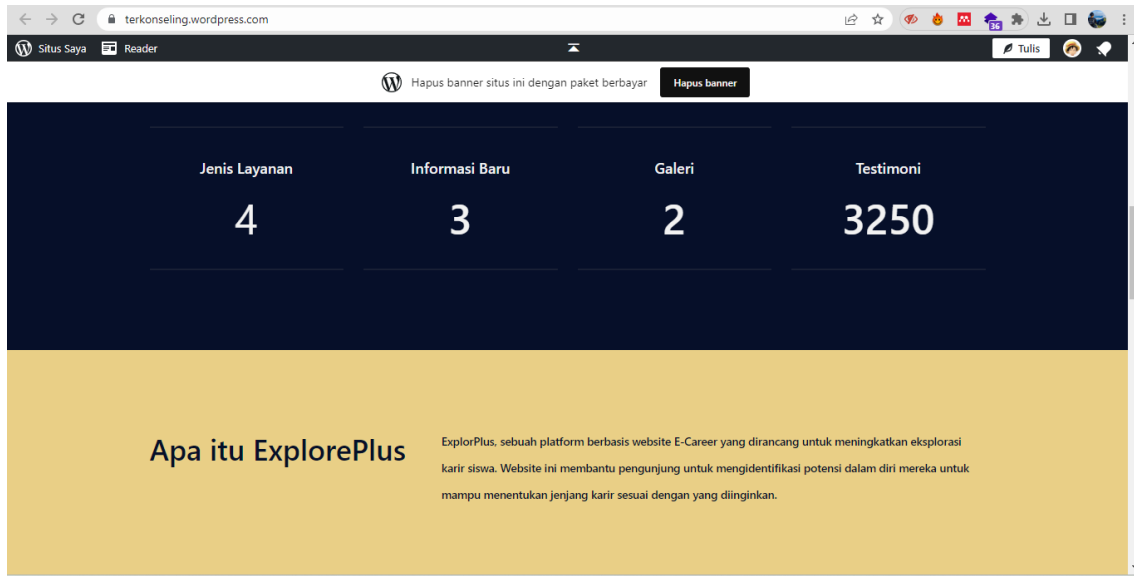 terkonseling.wordpress.com
36
Situs Saya Reader Tulis
Hapus banner situs ini dengan paket berbayar Hapus banner
Jenis Layanan Informasi Baru Galeri Testimoni
4 3 2 3250
Apa itu ExplorePlus
ExplorPlus, sebuah platform berbasis website E-Career yang dirancang untuk meningkatkan eksplorasi
karir siswa. Website ini membantu pengunjung untuk mengidentifikasi potensi dalam diri mereka untuk
mampu menentukan jenjang karir sesuai dengan yang diinginkan.